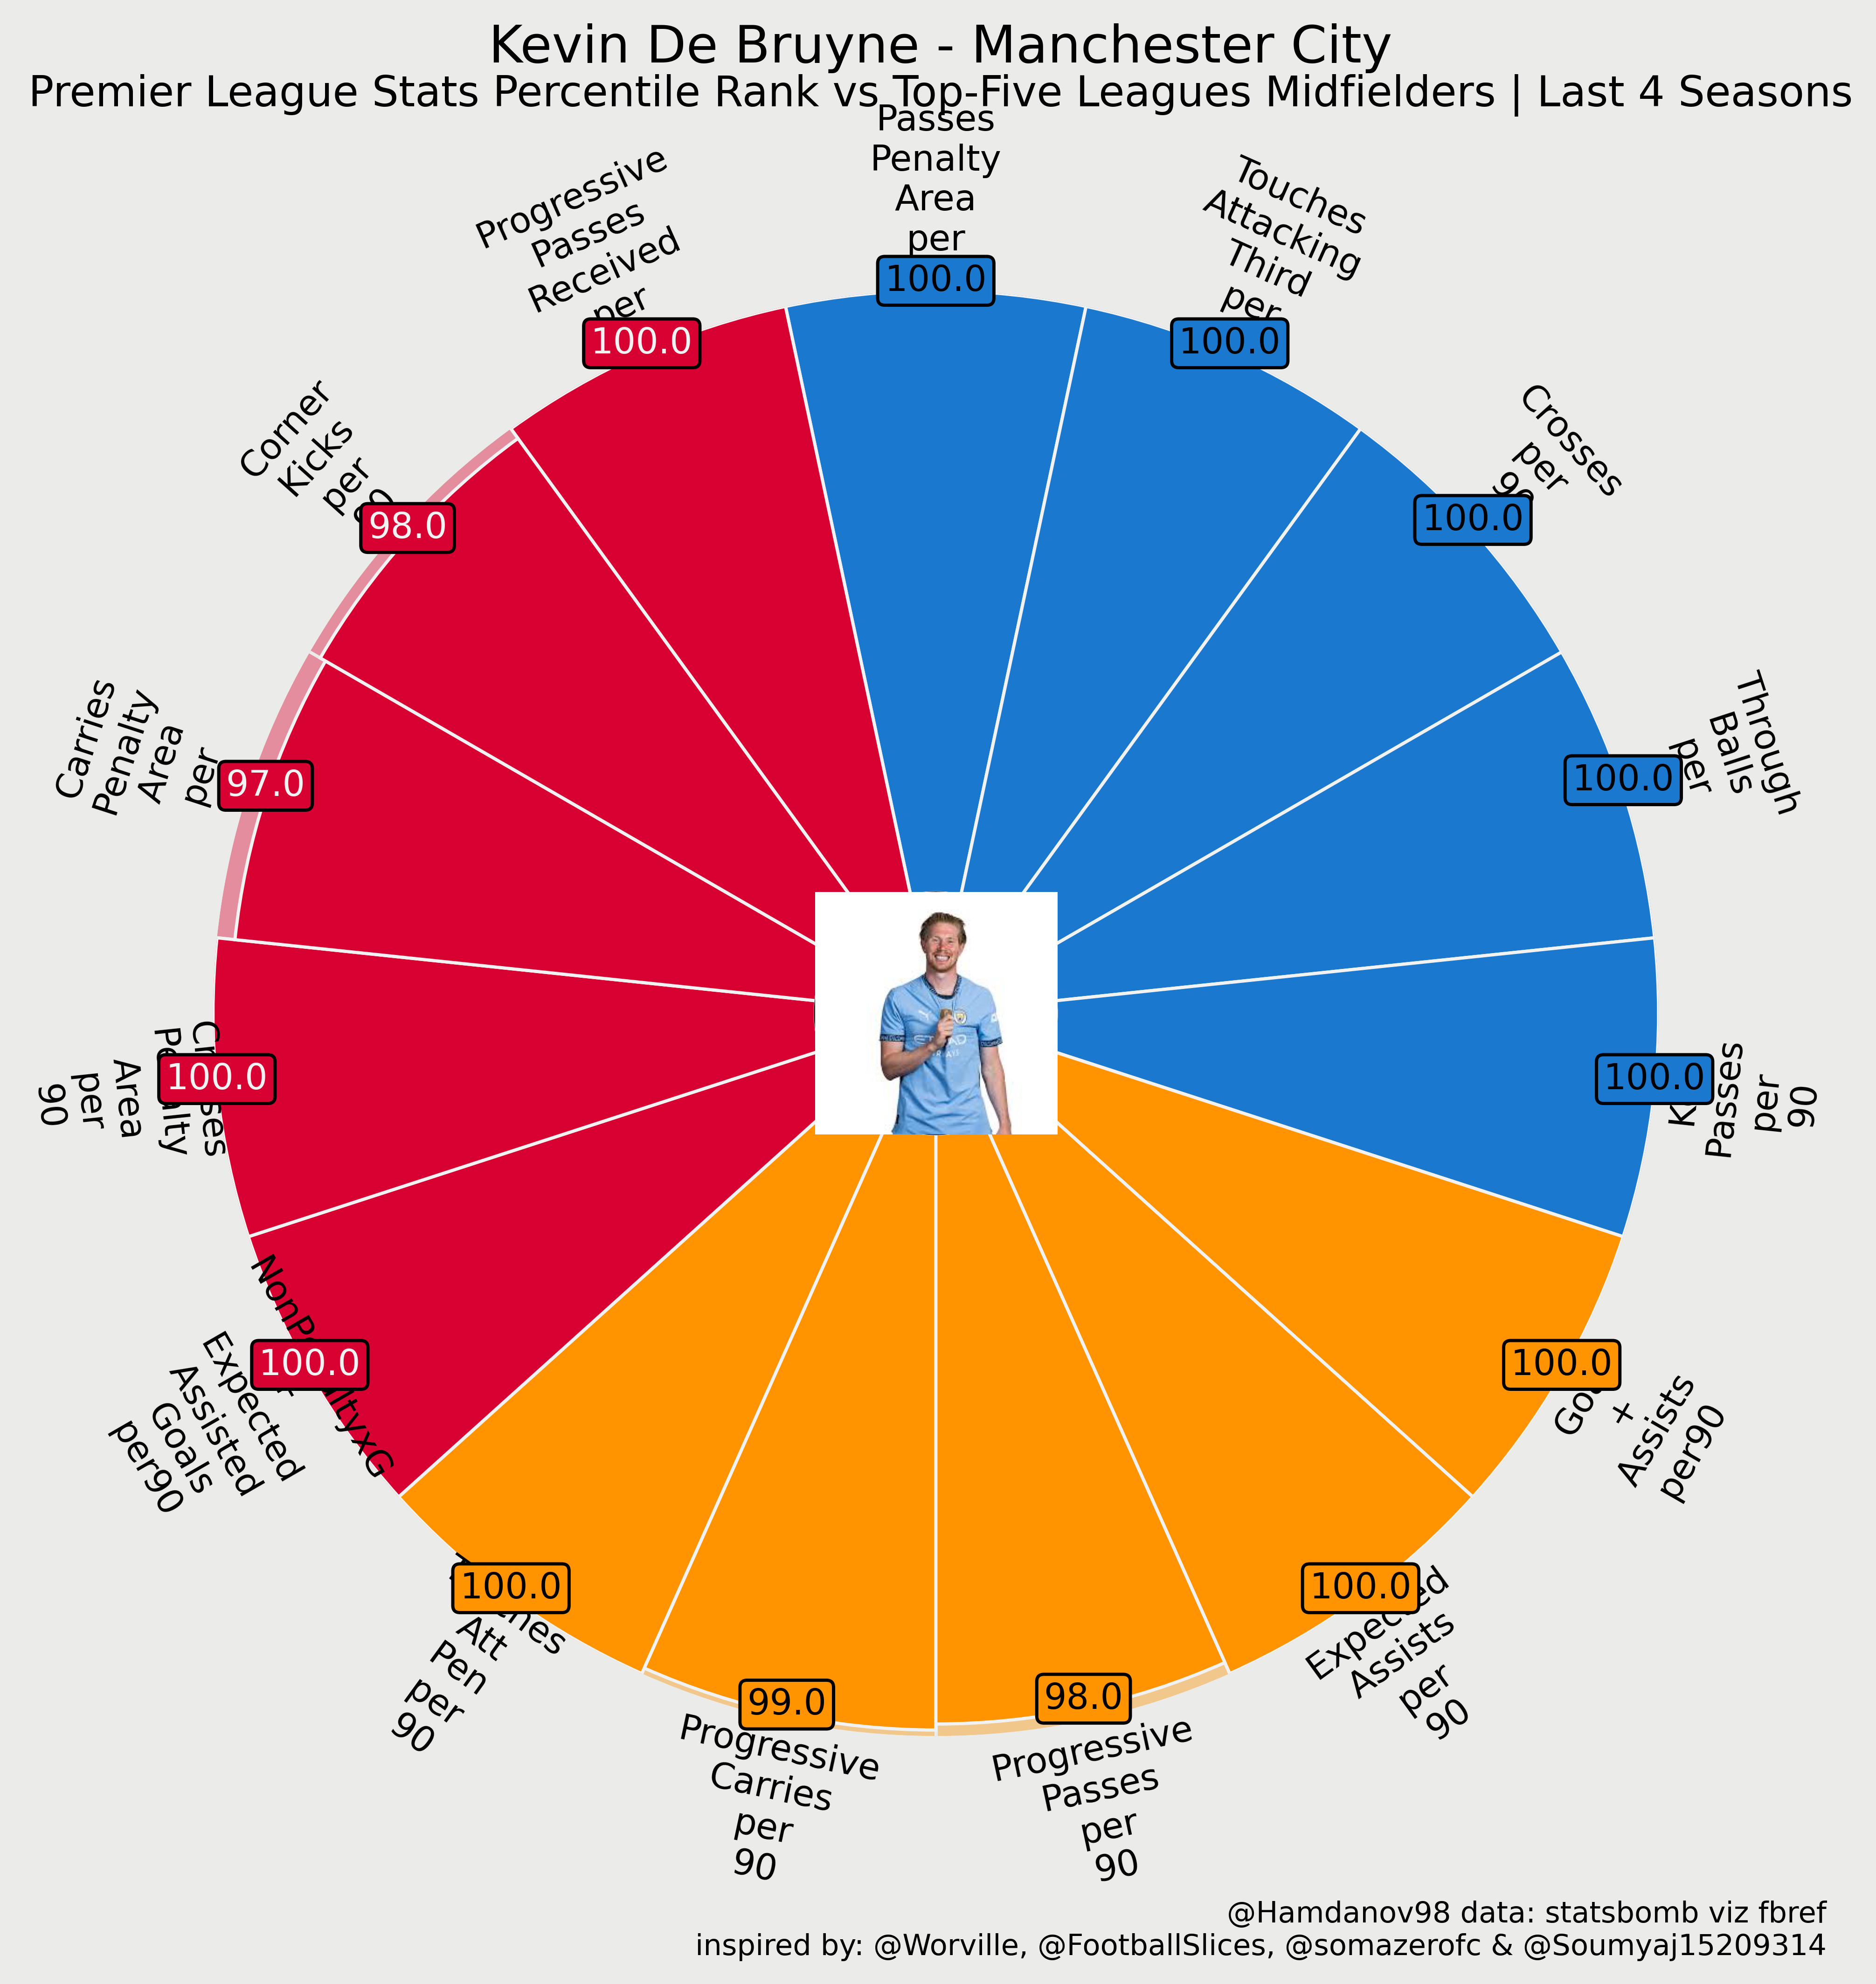 Kevin De Bruyne - Manchester City
Premier League Stats Percentile Rank vs Top-Five Leagues Midfielders | Last 4 Seasons
Passes
Penalty
Area
per
100.0
Touches
Attacking
Third
per
100.0
Crosses
per
90
100.0
Through
Balls
per
100.0
Passes
per
90
100.0
+
Assists
per90
100.0
Expected
Assists
per
90
100.0
Progressive
Passes
per
90
98.0
Progressive
Carries
per
90
99.0
Att
Pen
per
90
100.0
Expected
Assisted
Goals
per90
100.0
Crosses
Penalty
Area
per
90
100.0
Carries
Penalty
Area
per
97.0
Corner
Kicks
per
98.0
Progressive
Passes
Received
per
100.0
ETIHAD
@Hamdanov98 data: statsbomb viz fbref
inspired by: @Worville, @FootballSlices, @somazerofc & @Soumyaj15209314